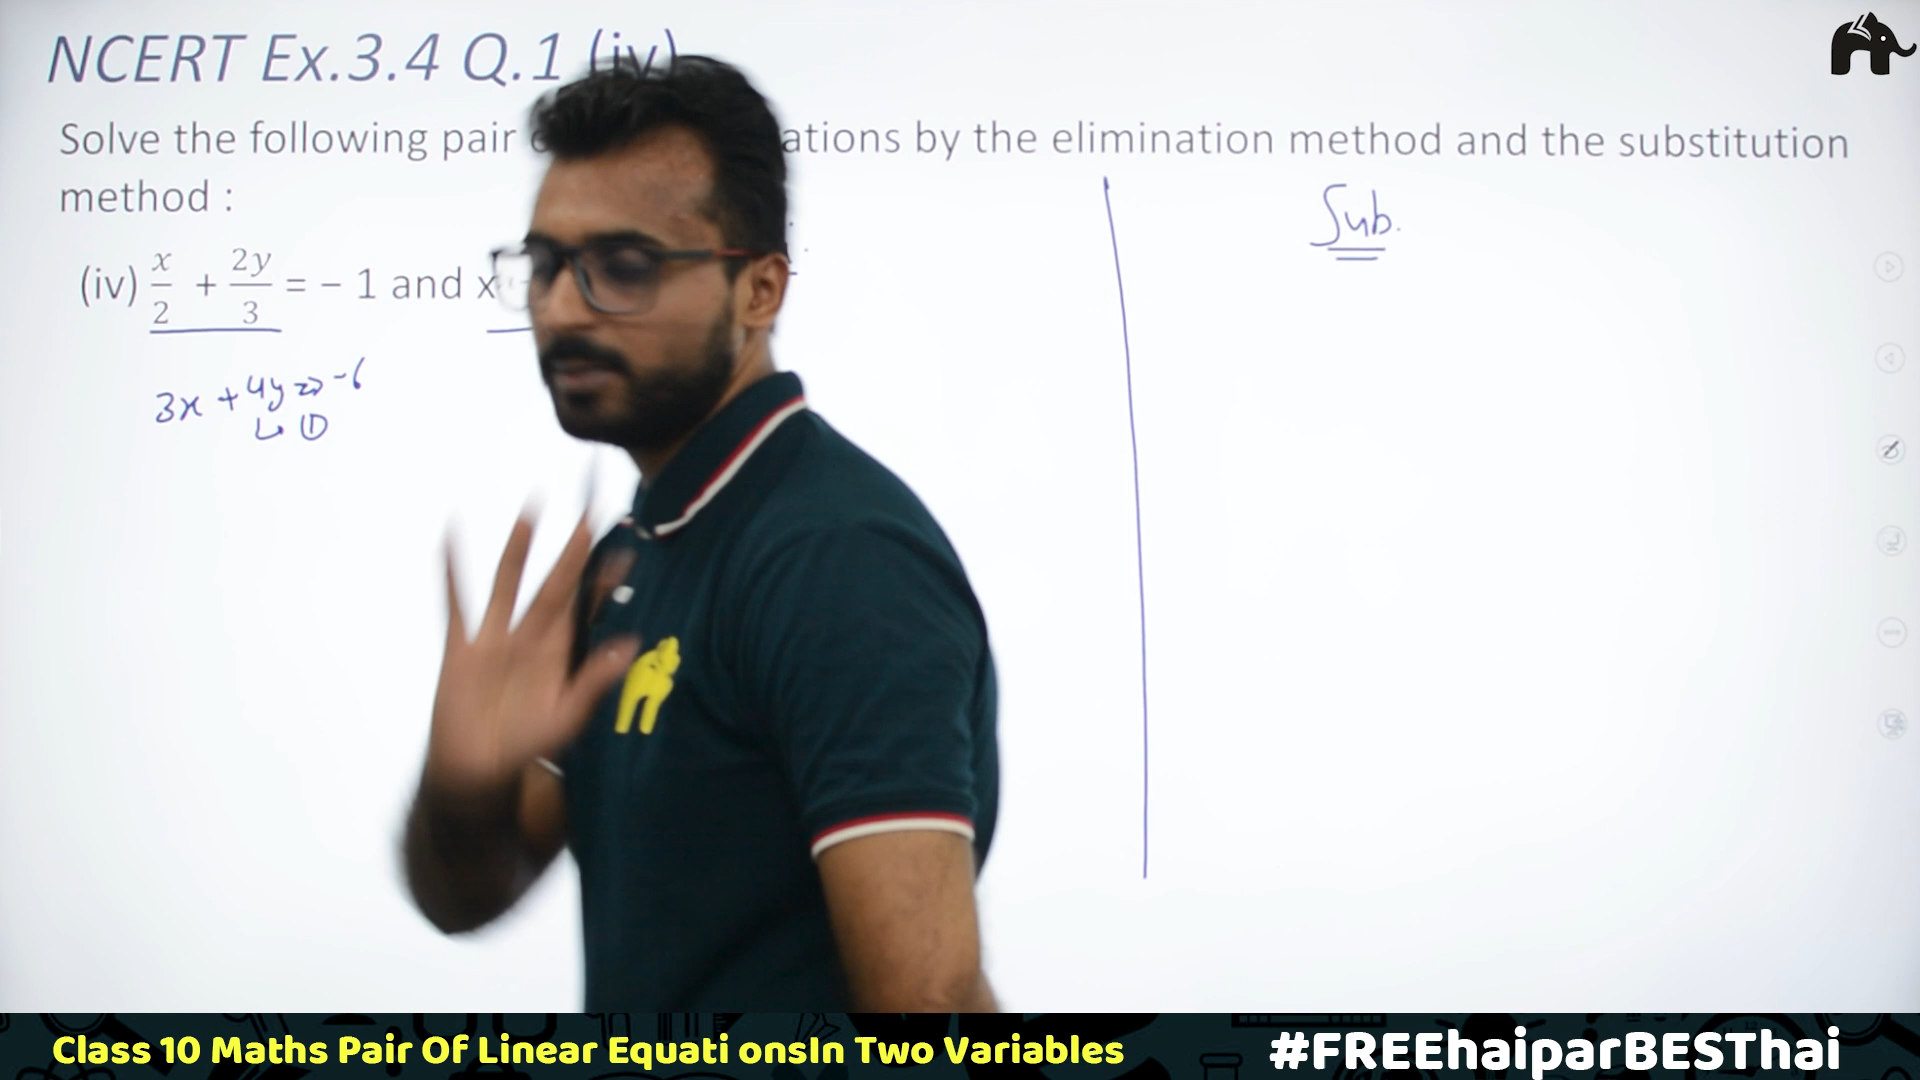 NCERT Ex.3.4 Q.1 (iv)
Solve the following pair ations by the elimination method and the substitution
method :
Sub.
(iv) x/2 + 2y/3 = – 1 and x
3x + 4y => -6
↳ ①
Class 10 Maths Pair Of Linear Equati onsIn Two Variables
#FREEhaiparBESThai